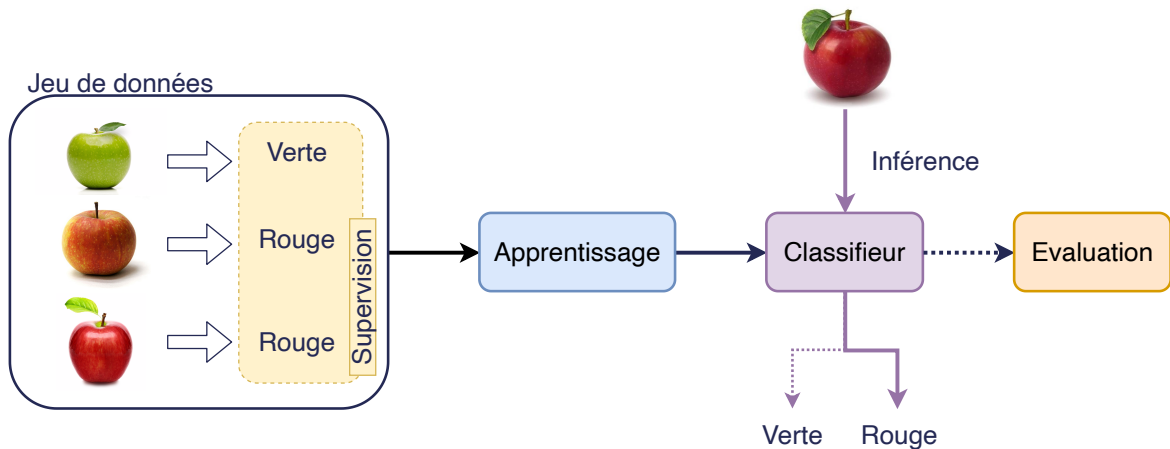 Jeu de données
Verte
Rouge
Rouge
Supervision
Apprentissage
Inférence
Classifieur
Evaluation
Verte
Rouge